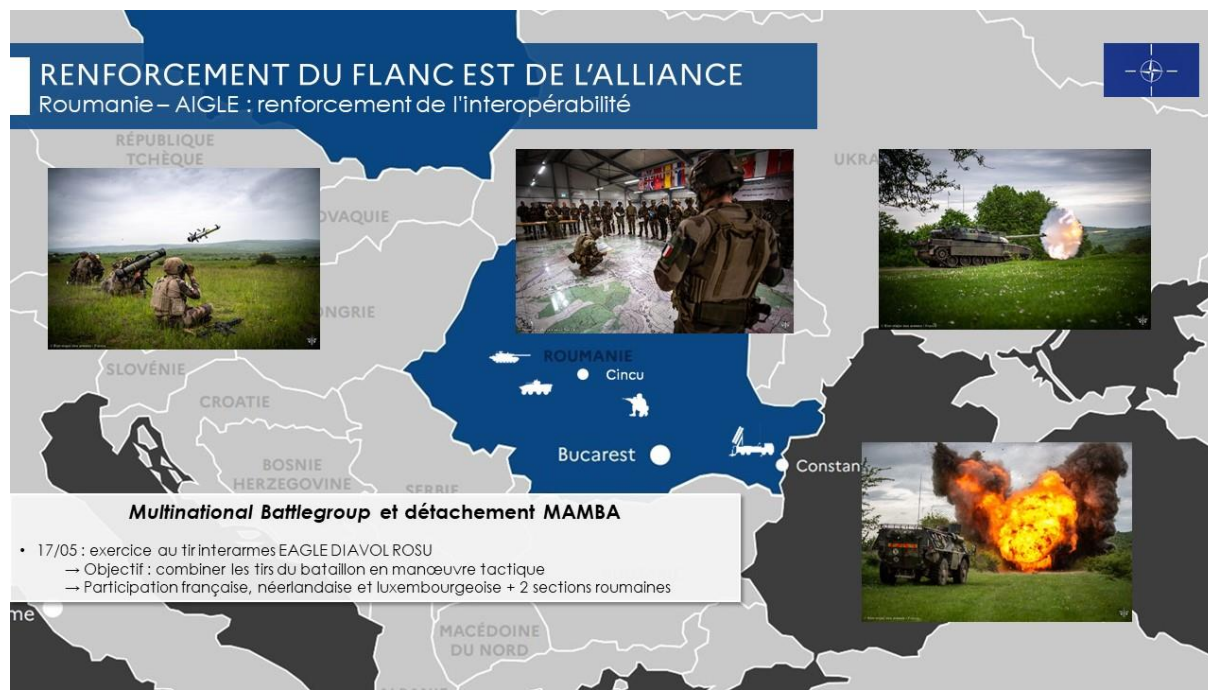 RENFORCEMENT DU FLANC EST DE L'ALLIANCE
Roumanie – AIGLE : renforcement de l'interopérabilité
RÉPUBLIQUE
TCHÈQUE
UKRA
OVAQUIE
ONGRIE
SLOVÉNIE
CROATIE
BOSNIE
HERZEGOVINE
SERBIE
ROUMANIE
Cincu
Bucarest
Constan
Multinational Battlegroup et détachement MAMBA
• 17/05 : exercice au tir interarmes EAGLE DIAVOL ROSU
→ Objectif : combiner les tirs du bataillon en manœuvre tactique
→ Participation française, néerlandaise et luxembourgeoise + 2 sections roumaines
me
MACÉDOINE
DU NORD